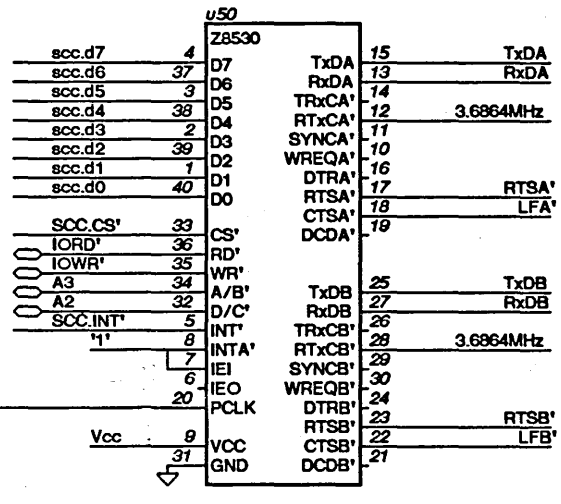 u50
Z8530
scc.d7 4 D7 TxDA 15 TxDA
scc.d6 37 D6 RxDA 13 RxDA
scc.d5 3 D5 TRxCA' 14
scc.d4 38 D4 RTxCA' 12 3.6864MHz
scc.d3 2 D3 SYNCA' 11
scc.d2 39 D2 WREQA' 10
scc.d1 1 D1 DTRA' 16
scc.d0 40 D0 RTSA' 17 RTSA'
CTSA' 18 LFA'
SCC.CS' 33 CS' DCDA' 19
IORD' 36 RD'
IOWR' 35 WR'
A3 34 A/B' TxDB 25 TxDB
A2 32 D/C' RxDB 27 RxDB
SCC.INT' 5 INT' TRxCB' 26
'1' 8 INTA' RTxCB' 28 3.6864MHz
7 IEI SYNCB' 29
6 IEO WREQB' 30
20 PCLK DTRB' 24
RTSB' 23 RTSB'
Vcc 9 VCC CTSB' 22 LFB'
31 GND DCDB' 21